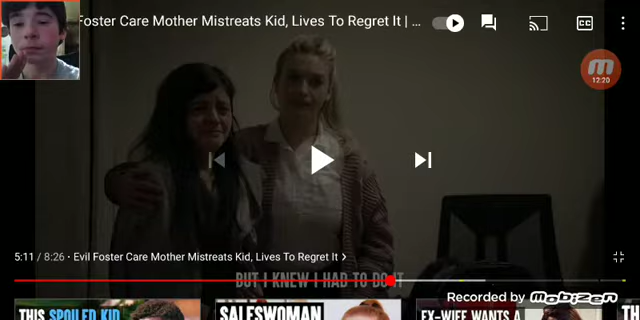 Foster Care Mother Mistreats Kid, Lives To Regret It | ...
CC
12:20
5:11 / 8:26 · Evil Foster Care Mother Mistreats Kid, Lives To Regret It >
BUT I KNEW I HAD TO DO IT
Recorded by Mobizen
THIS SPOILED KID
SALESWOMAN
EX-WIFE WANTS A